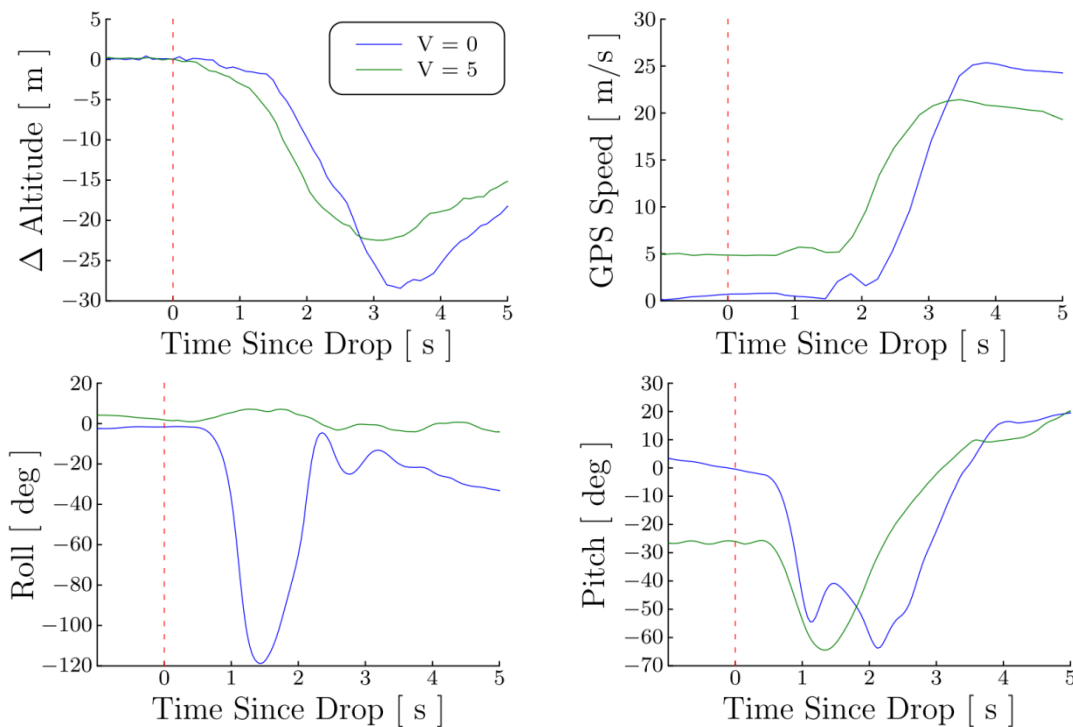 5
0
−5
−10
−15
−20
−25
−30
Δ Altitude [ m ]
V = 0
V = 5
0 1 2 3 4 5
Time Since Drop [ s ]
30
25
20
15
10
5
0
GPS Speed [ m/s ]
0 1 2 3 4 5
Time Since Drop [ s ]
20
0
−20
−40
−60
−80
−100
−120
Roll [ deg ]
0 1 2 3 4 5
Time Since Drop [ s ]
30
20
10
0
−10
−20
−30
−40
−50
−60
−70
Pitch [ deg ]
0 1 2 3 4 5
Time Since Drop [ s ]